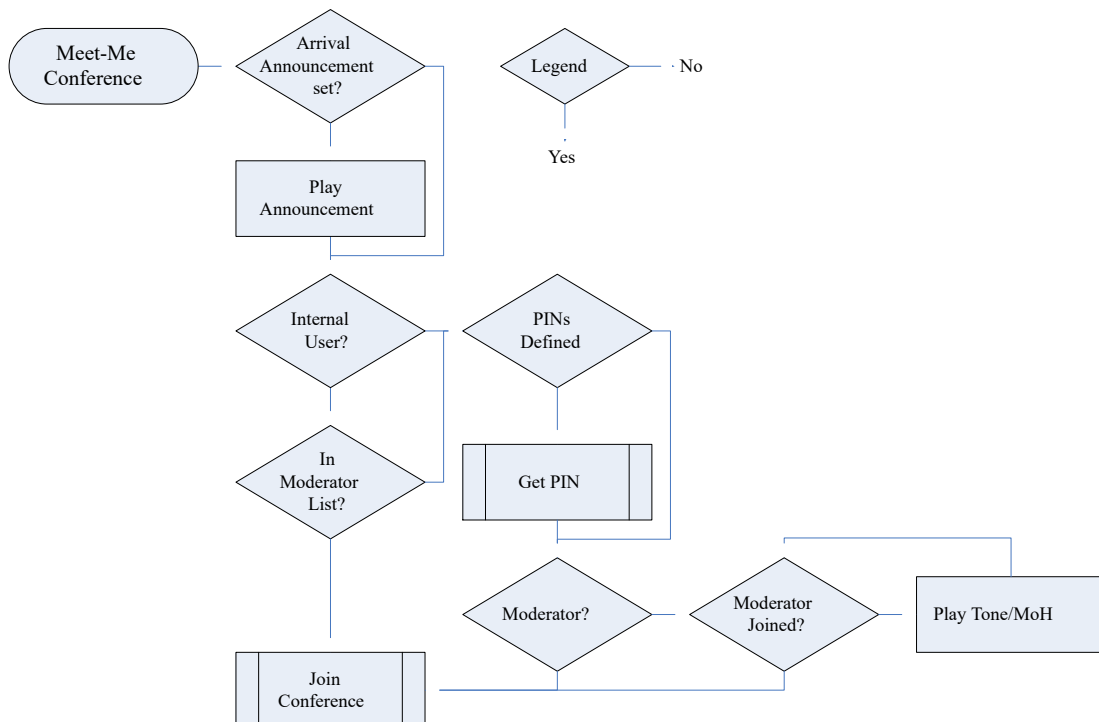 Meet-Me
Conference
Arrival
Announcement
set?
Legend
No
Yes
Play
Announcement
Internal
User?
PINs
Defined
In
Moderator
List?
Get PIN
Moderator?
Moderator
Joined?
Play Tone/MoH
Join
Conference